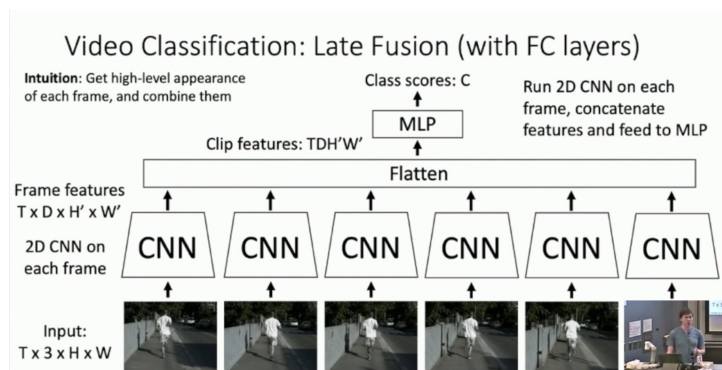 Video Classification: Late Fusion (with FC layers)
Intuition: Get high-level appearance
of each frame, and combine them
Class scores: C
Run 2D CNN on each
frame, concatenate
features and feed to MLP
MLP
Clip features: TDH'W'
Flatten
Frame features
T x D x H' x W'
2D CNN on
each frame
CNN CNN CNN CNN CNN CNN
Input:
T x 3 x H x W